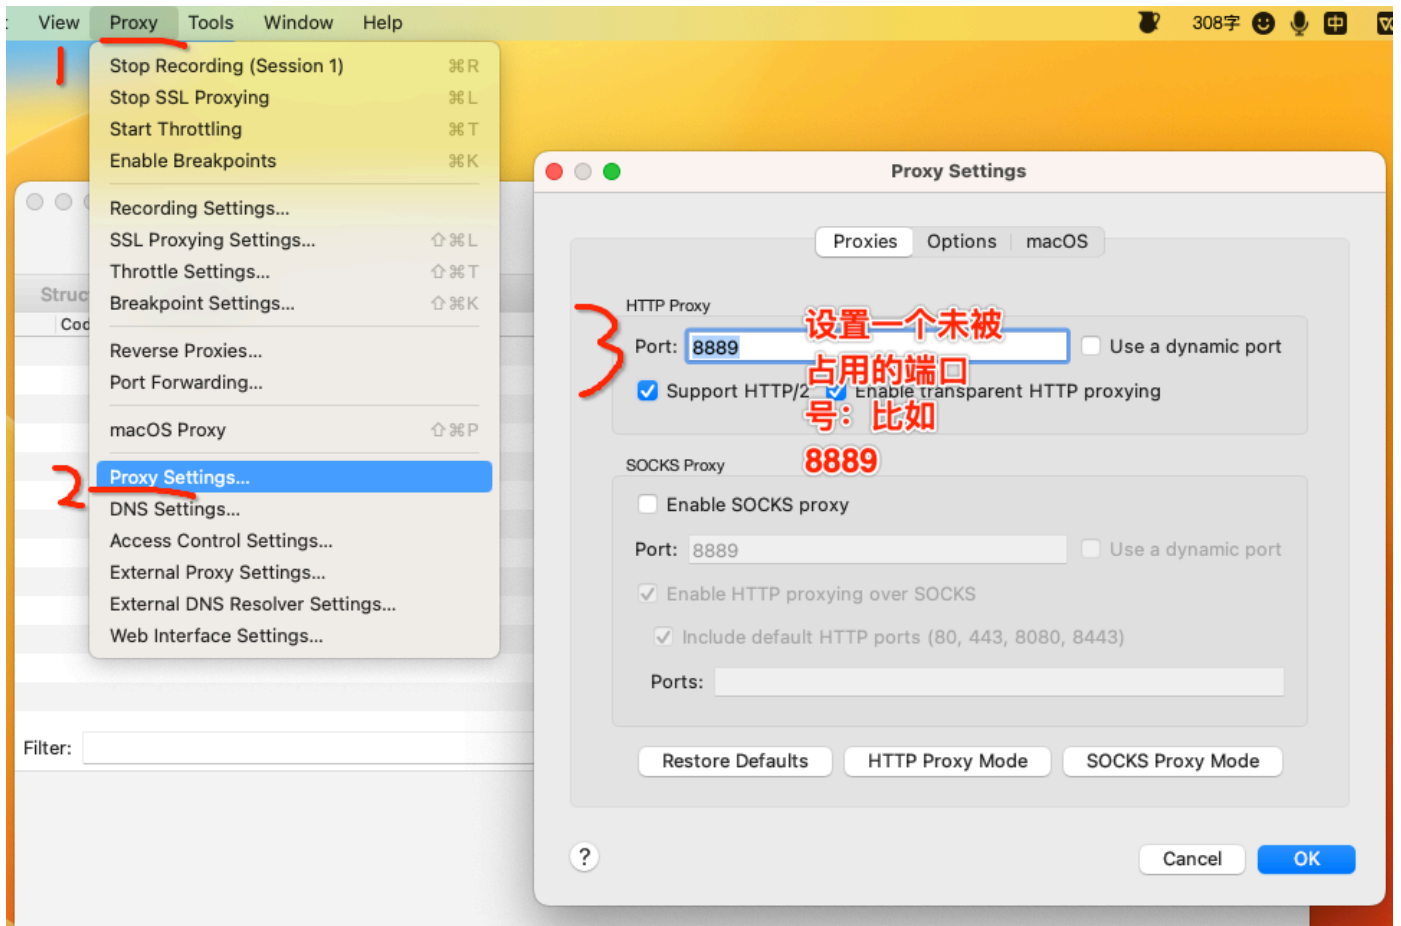 View Proxy Tools Window Help 308字 中
1
Stop Recording (Session 1) ⌘R
Stop SSL Proxying ⌘L
Start Throttling ⌘T
Enable Breakpoints ⌘K
Recording Settings...
SSL Proxying Settings... ⇧⌘L
Throttle Settings... ⇧⌘T
Breakpoint Settings... ⇧⌘K
Reverse Proxies...
Port Forwarding...
macOS Proxy ⇧⌘P
2
Proxy Settings...
DNS Settings...
Access Control Settings...
External Proxy Settings...
External DNS Resolver Settings...
Web Interface Settings...
Struc
Cod
Filter:
Proxy Settings
Proxies Options macOS
3
HTTP Proxy
Port: 8889 Use a dynamic port
Support HTTP/2 Enable transparent HTTP proxying
设置一个未被
占用的端口
号：比如
8889
SOCKS Proxy
Enable SOCKS proxy
Port: 8889 Use a dynamic port
Enable HTTP proxying over SOCKS
Include default HTTP ports (80, 443, 8080, 8443)
Ports:
Restore Defaults HTTP Proxy Mode SOCKS Proxy Mode
? Cancel OK